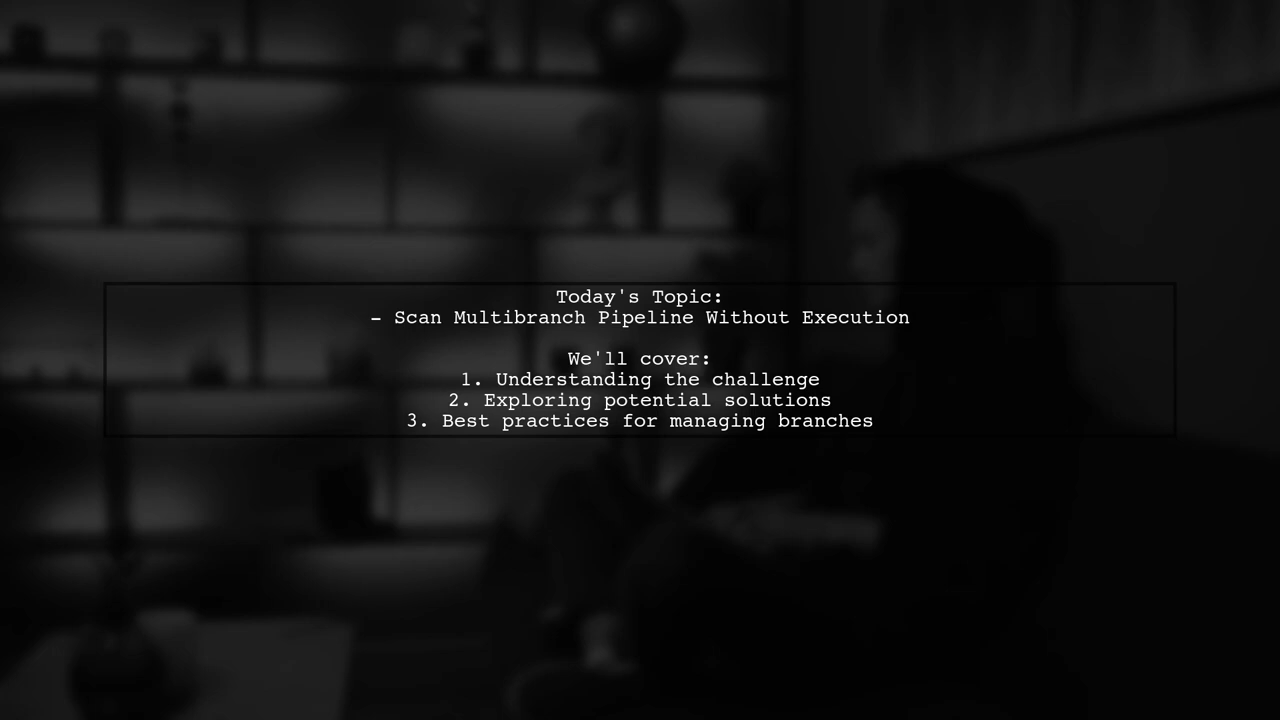 Today's Topic:
- Scan Multibranch Pipeline Without Execution
We'll cover:
1. Understanding the challenge
2. Exploring potential solutions
3. Best practices for managing branches